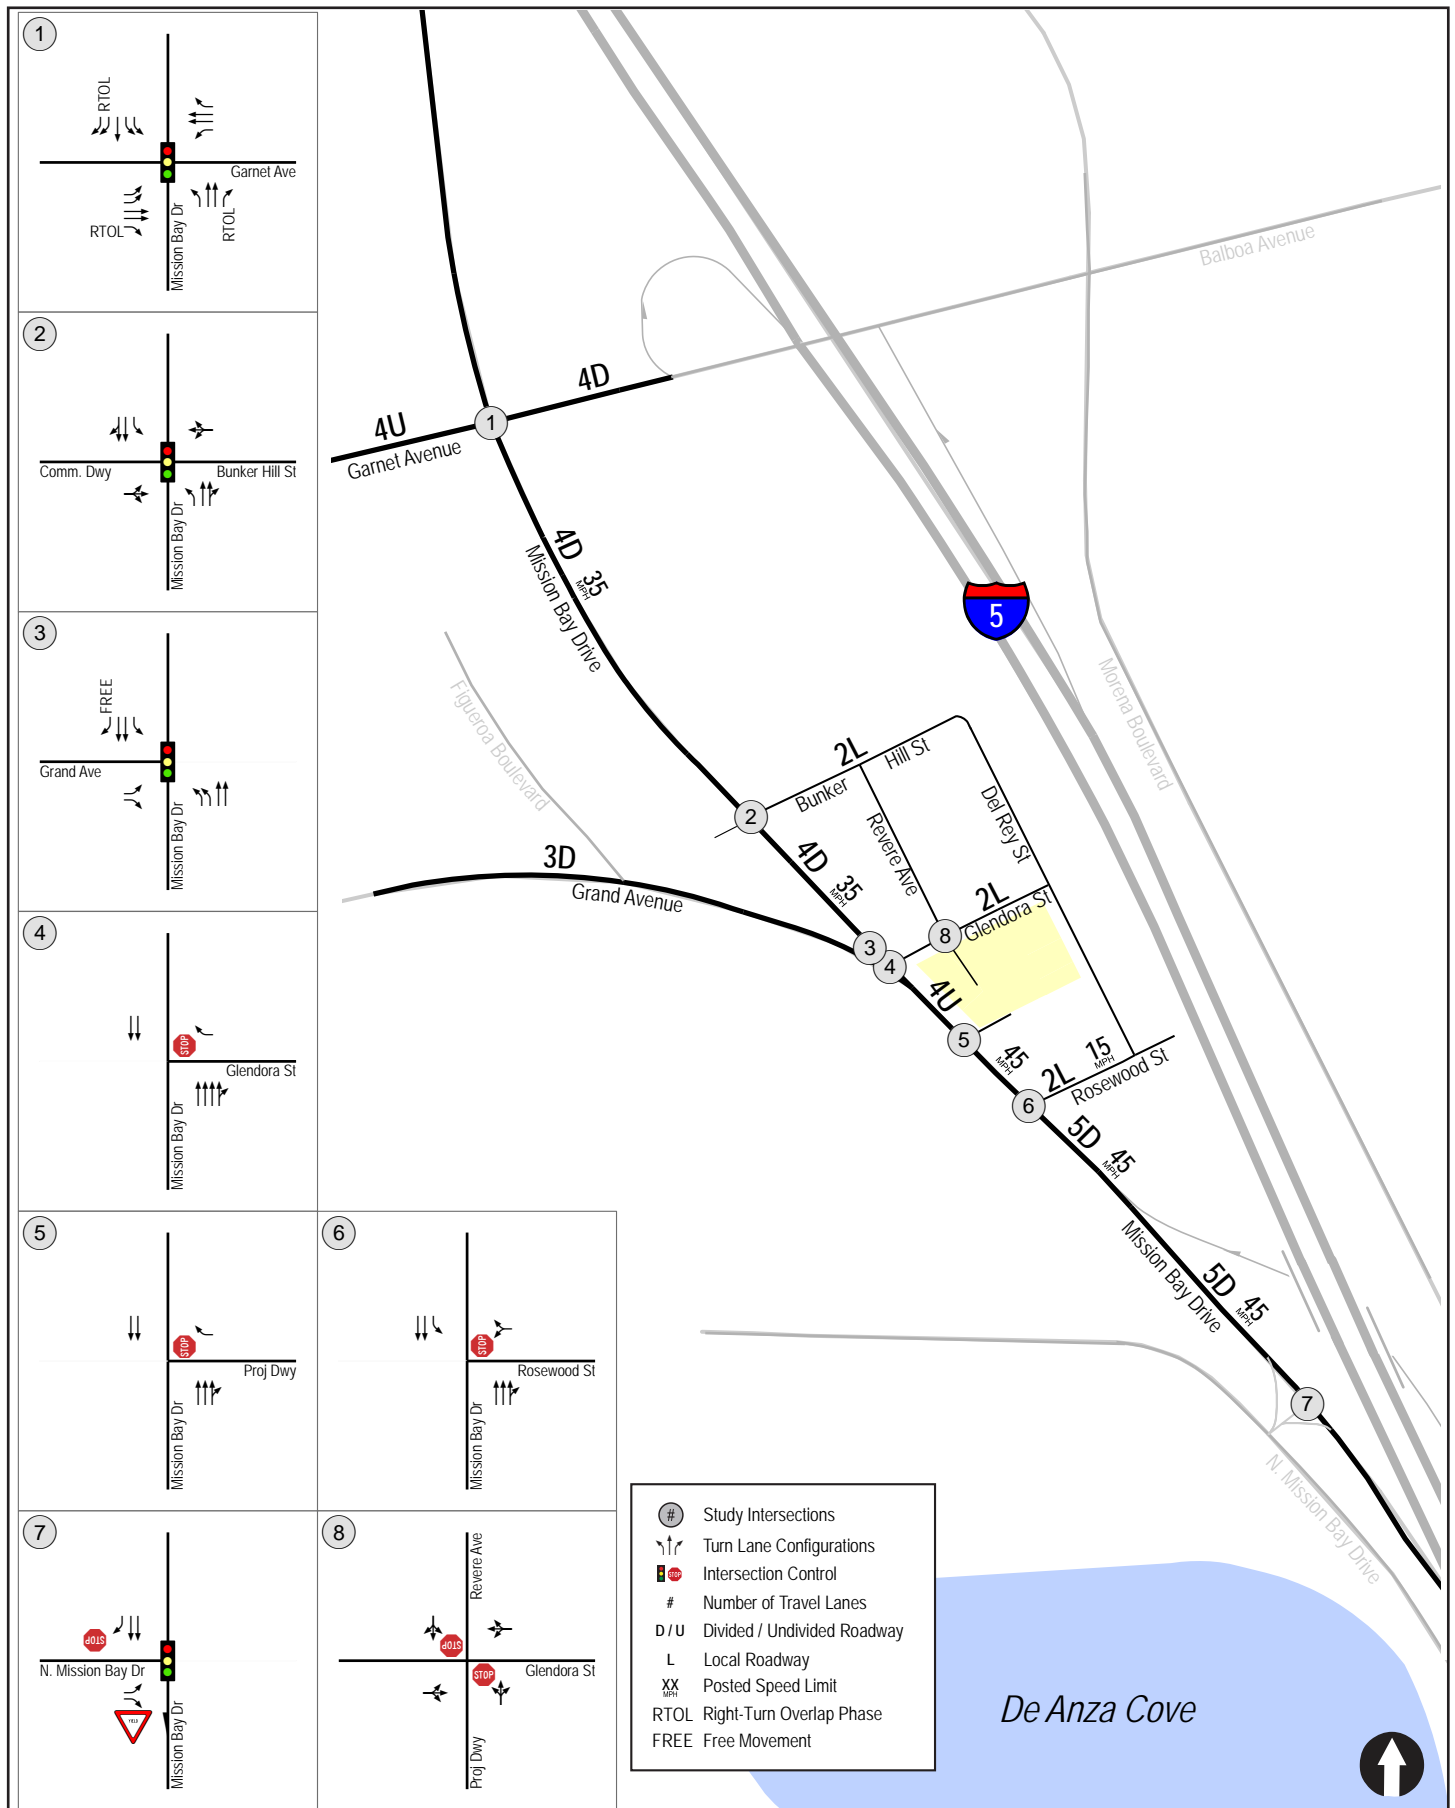 1
RTOL
Garnet Ave
RTOL
RTOL
Mission Bay Dr
2
Comm. Dwy
Bunker Hill St
Mission Bay Dr
3
FREE
Grand Ave
Mission Bay Dr
4
STOP
Glendora St
Mission Bay Dr
5
STOP
Proj Dwy
Mission Bay Dr
6
STOP
Rosewood St
Mission Bay Dr
7
STOP
N. Mission Bay Dr
YIELD
Mission Bay Dr
8
Revere Ave
STOP
Glendora St
STOP
Proj Dwy
Balboa Avenue
4D
4U
1
Garnet Avenue
4D
35
MPH
Mission Bay Drive
5
Morena Boulevard
Figueroa Boulevard
2L
Bunker
Hill St
2
Revere Ave
Del Rey St
4D
35
MPH
3D
Grand Avenue
2L
Glendora St
8
3
4
4U
5
45
MPH
15
MPH
2L
Rosewood St
6
5D
45
MPH
Mission Bay Drive
5D
45
MPH
7
N. Mission Bay Drive
# Study Intersections
Turn Lane Configurations
STOP Intersection Control
# Number of Travel Lanes
D / U Divided / Undivided Roadway
L Local Roadway
XX
MPH
Posted Speed Limit
RTOL Right-Turn Overlap Phase
FREE Free Movement
De Anza Cove